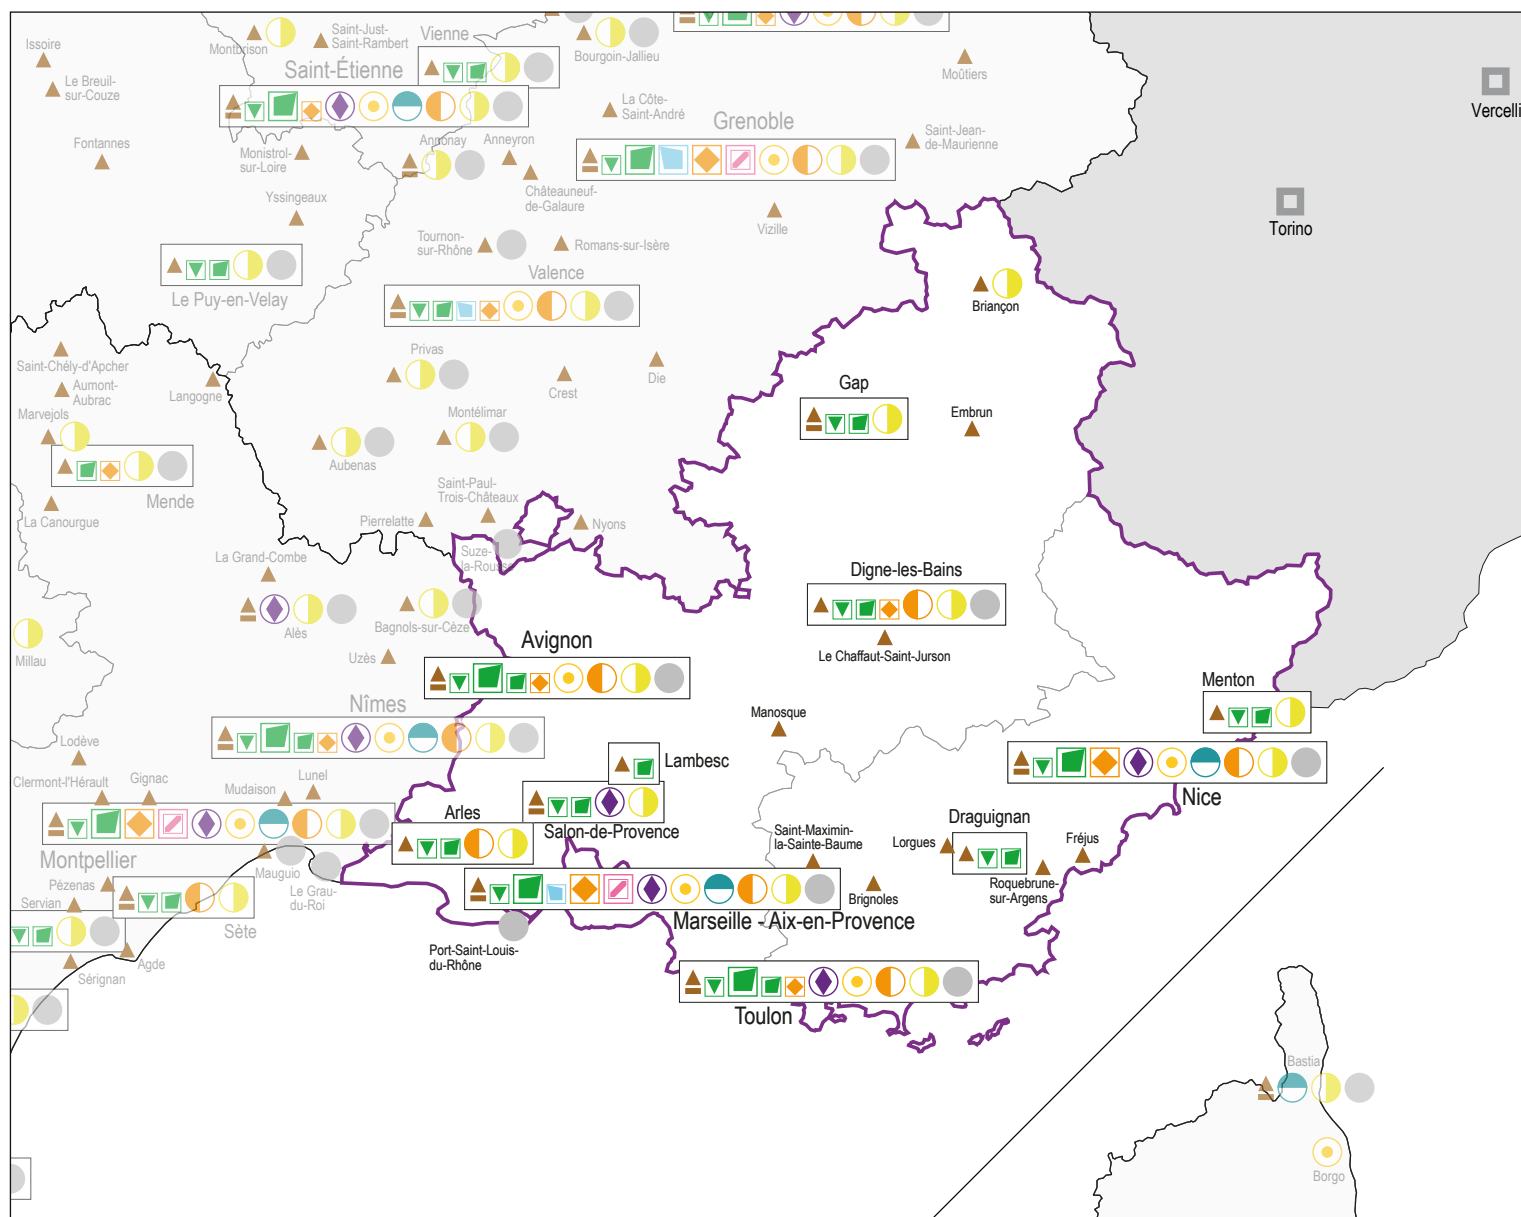 Issoire
Montbrison
Saint-Just-
Saint-Rambert
Vienne
Bourgoin-Jallieu
Moûtiers
Saint-Étienne
Le Breuil-
sur-Couze
La Côte-
Saint-André
Vercelli
Grenoble
Saint-Jean-
de-Maurienne
Fontannes
Monistrol-
sur-Loire
Annonay
Anneyron
Châteauneuf-
de-Galaure
Yssingeaux
Vizille
Torino
Tournon-
sur-Rhône
Romans-sur-Isère
Valence
Le Puy-en-Velay
Briançon
Saint-Chély-d'Apcher
Privas
Die
Aumont-
Aubrac
Langogne
Crest
Gap
Marvejols
Montélimar
Embrun
Aubenas
Mende
Saint-Paul-
Trois-Châteaux
La Canourgue
Pierrelatte
Nyons
La Grand-Combe
Suze-
la-Rousse
Digne-les-Bains
Alès
Bagnols-sur-Cèze
Avignon
Millau
Uzès
Le Chaffaut-Saint-Jurson
Menton
Nîmes
Manosque
Lodève
Lambesc
Clermont-l'Hérault
Gignac
Mudaison
Lunel
Nice
Arles
Salon-de-Provence
Saint-Maximin-
la-Sainte-Baume
Draguignan
Lorgues
Fréjus
Montpellier
Mauguio
Le Grau-
du-Roi
Pézenas
Roquebrune-
sur-Argens
Servian
Brignoles
Marseille - Aix-en-Provence
Sète
Port-Saint-Louis-
du-Rhône
Agde
Sérignan
Toulon
Bastia
Borgo